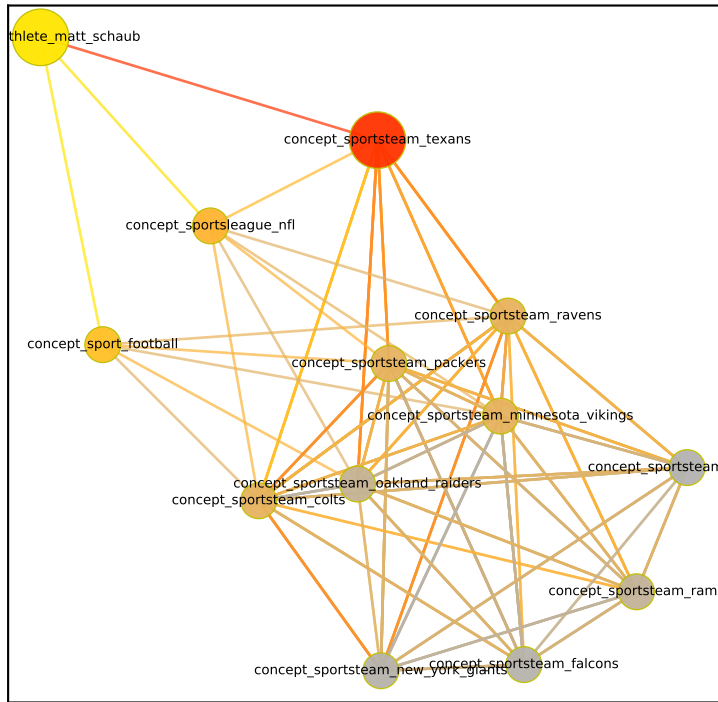 thlete_matt_schaub
concept_sportsteam_texans
concept_sportsleague_nfl
concept_sportsteam_ravens
concept_sport_football
concept_sportsteam_packers
concept_sportsteam_minnesota_vikings
concept_sportsteam
concept_sportsteam_oakland_raiders
concept_sportsteam_colts
concept_sportsteam_ram
concept_sportsteam_falcons
concept_sportsteam_new_york_giants